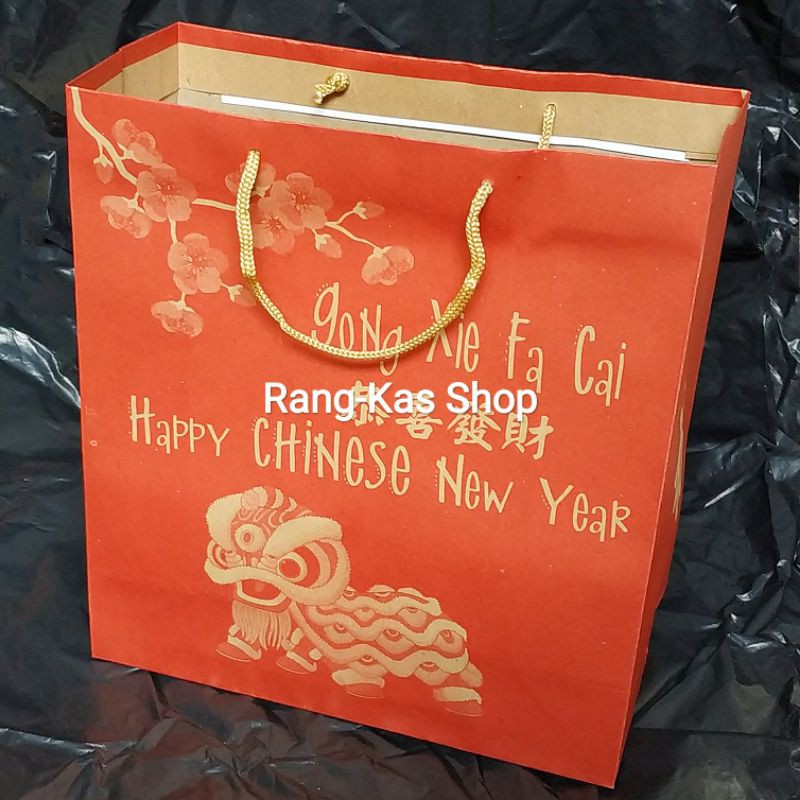 gong Xie Fa Cai
Rang-Kas Shop
恭喜發財
Happy CHiNese New Year